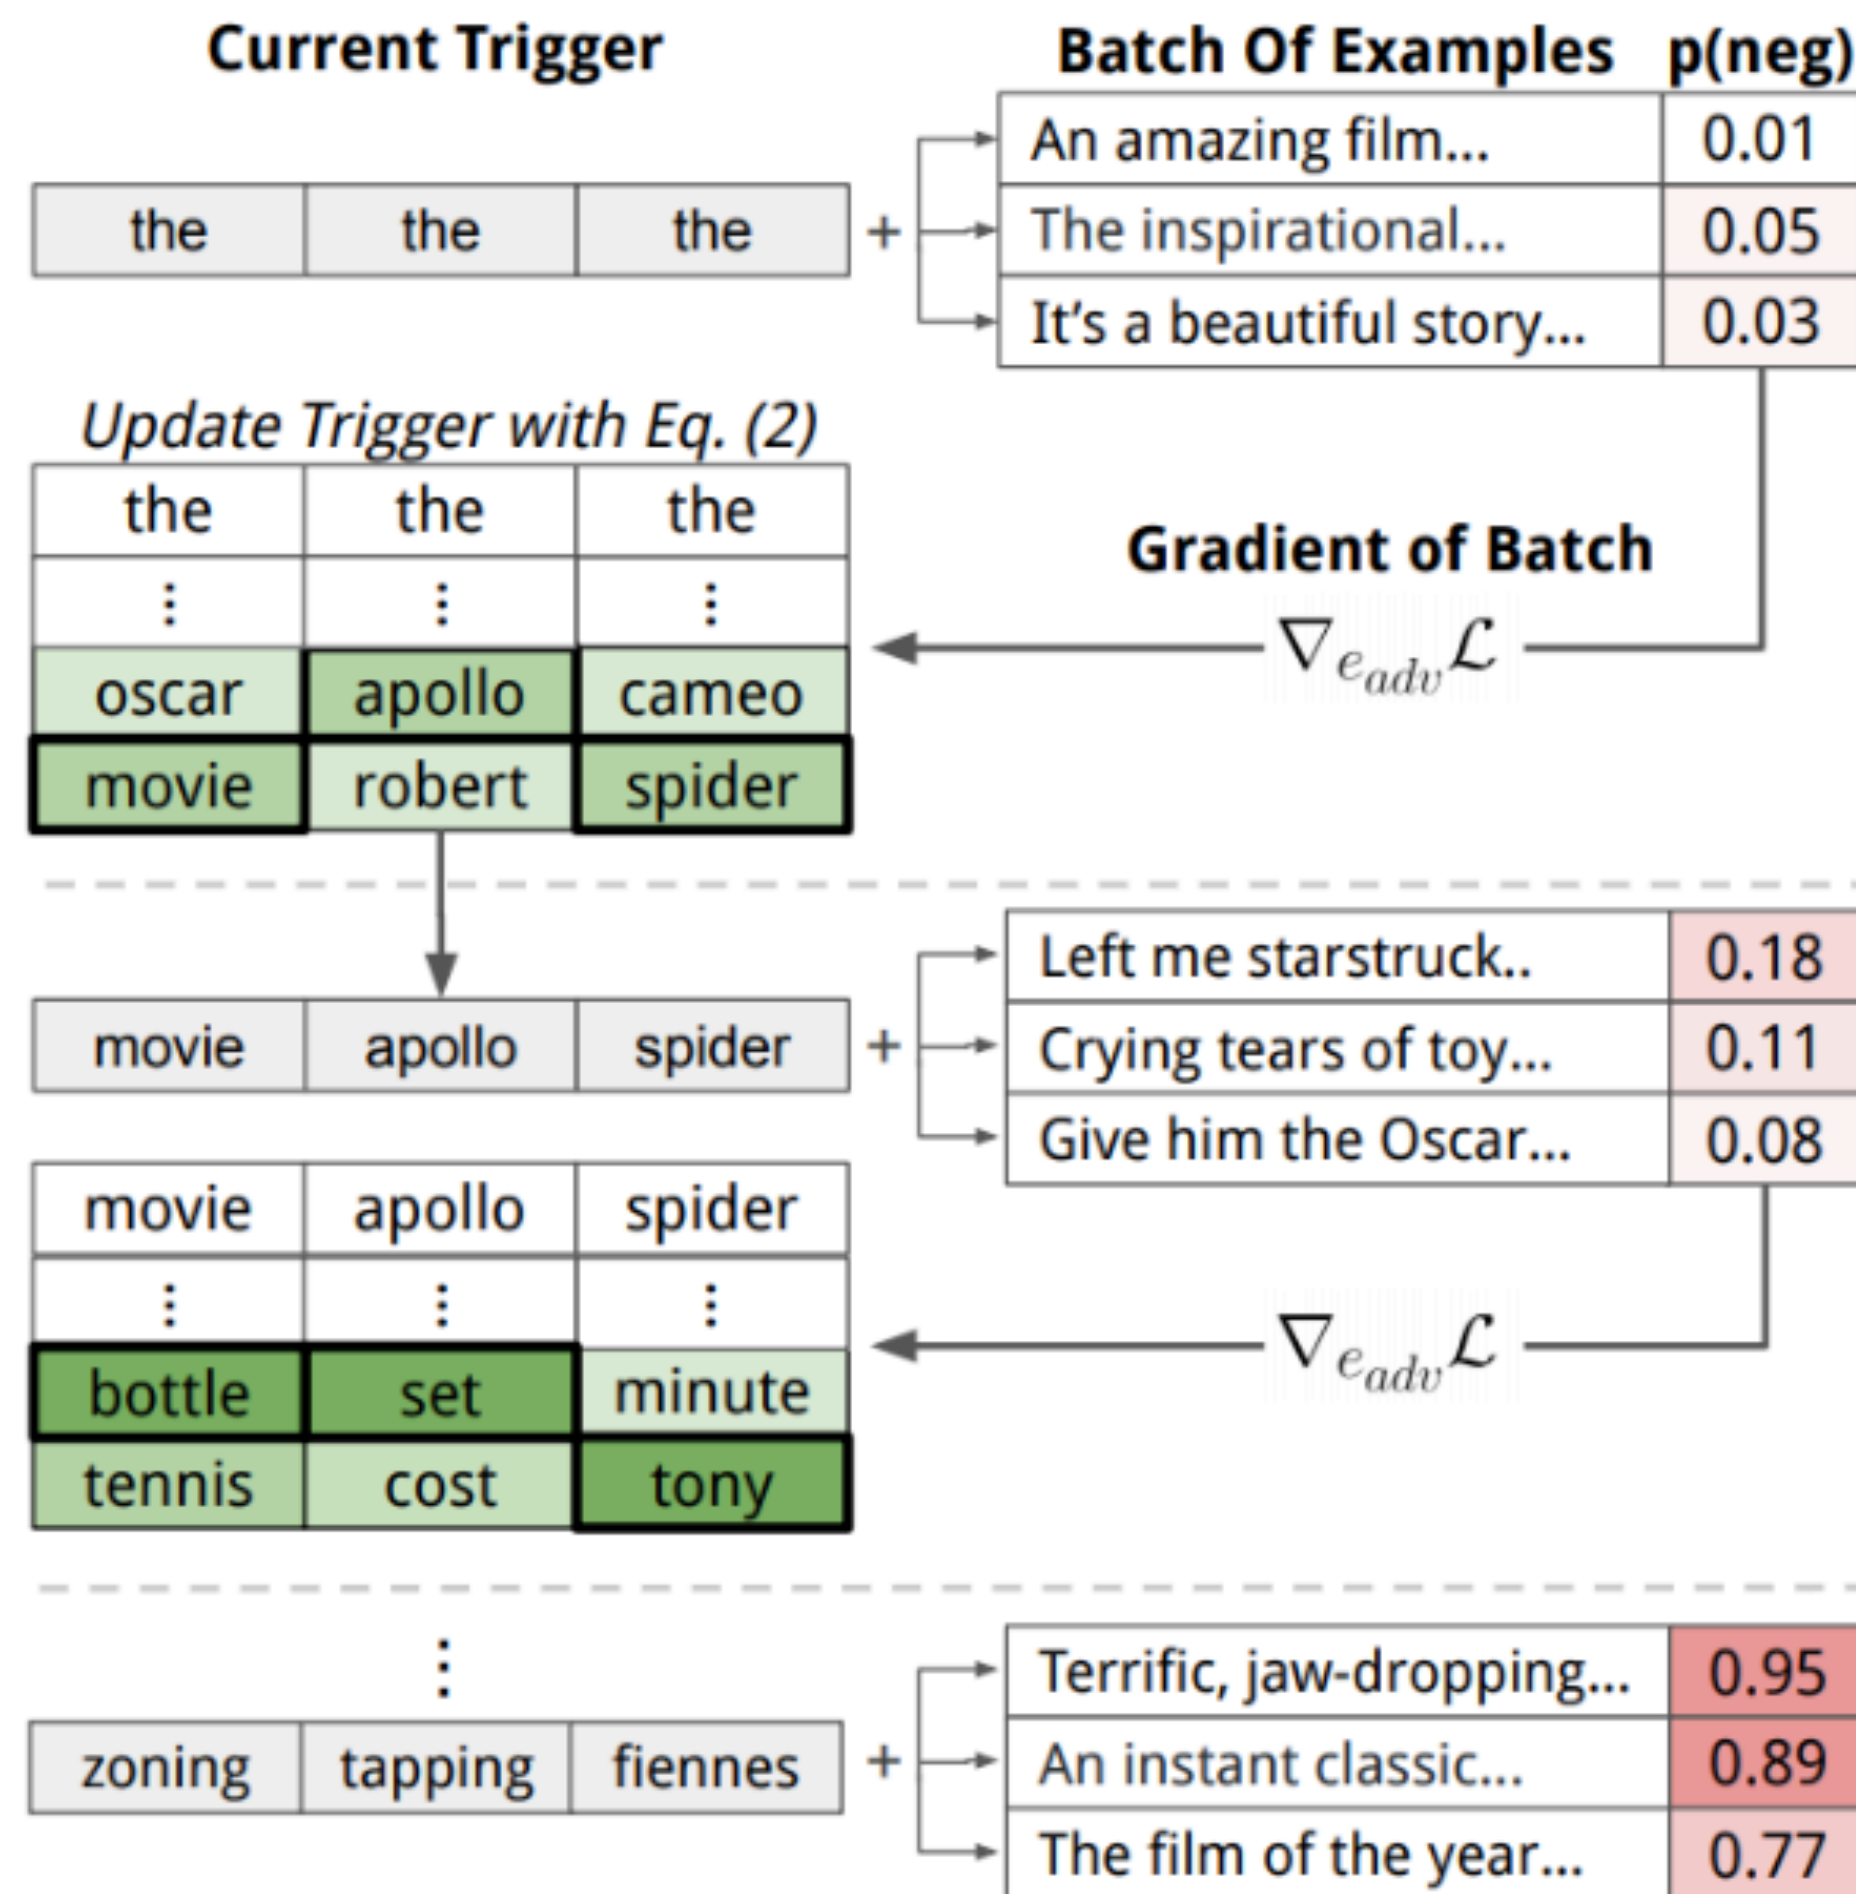 Current Trigger
Batch Of Examples p(neg)
An amazing film... 0.01
the the the + The inspirational... 0.05
It's a beautiful story... 0.03
Update Trigger with Eq. (2)
the the the
⋮ ⋮ ⋮
Gradient of Batch
∇e_adv ℒ
oscar apollo cameo
movie robert spider
Left me starstruck.. 0.18
movie apollo spider + Crying tears of toy... 0.11
Give him the Oscar... 0.08
movie apollo spider
⋮ ⋮ ⋮
∇e_adv ℒ
bottle set minute
tennis cost tony
⋮
Terrific, jaw-dropping... 0.95
zoning tapping fiennes + An instant classic... 0.89
The film of the year... 0.77